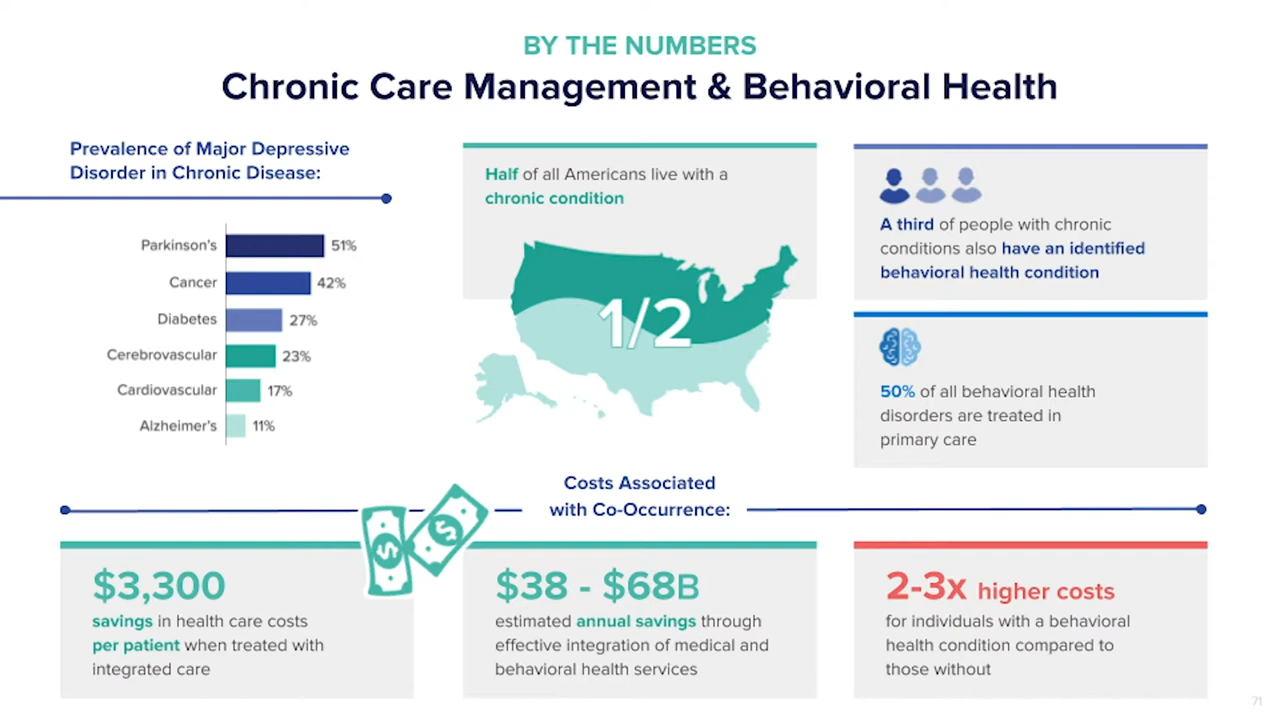 BY THE NUMBERS
Chronic Care Management & Behavioral Health
Prevalence of Major Depressive
Disorder in Chronic Disease:
Parkinson's 51%
Cancer 42%
Diabetes 27%
Cerebrovascular 23%
Cardiovascular 17%
Alzheimer's 11%
Half of all Americans live with a
chronic condition
1/2
A third of people with chronic
conditions also have an identified
behavioral health condition
50% of all behavioral health
disorders are treated in
primary care
Costs Associated
with Co-Occurrence:
$ $
$3,300
savings in health care costs
per patient when treated with
integrated care
$38 - $68B
estimated annual savings through
effective integration of medical and
behavioral health services
2-3x higher costs
for individuals with a behavioral
health condition compared to
those without
71